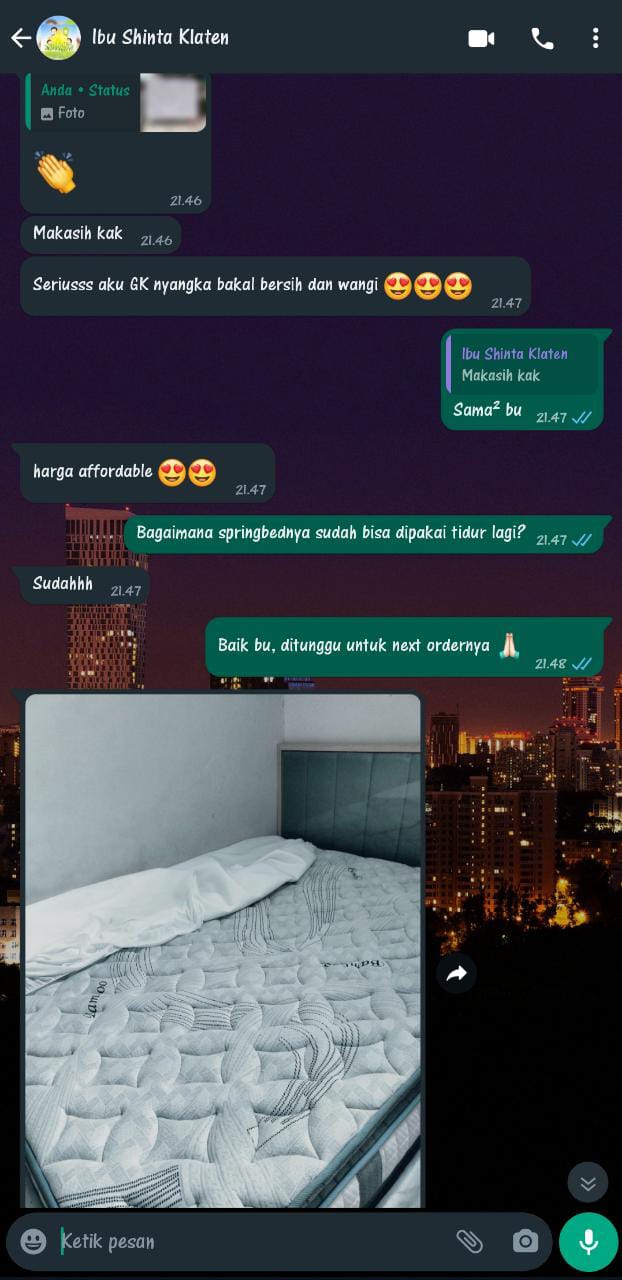 Ibu Shinta Klaten
Anda • Status
Foto
👏
21.46
Makasih kak 21.46
Seriusss aku GK nyangka bakal bersih dan wangi 😍😍😍
21.47
Ibu Shinta Klaten
Makasih kak
Sama² bu 21.47
harga affordable 😍😍
21.47
Bagaimana springbednya sudah bisa dipakai tidur lagi? 21.47
Sudahhh 21.47
Baik bu, ditunggu untuk next ordernya 🙏🏻
21.48
Bamboo
Ketik pesan